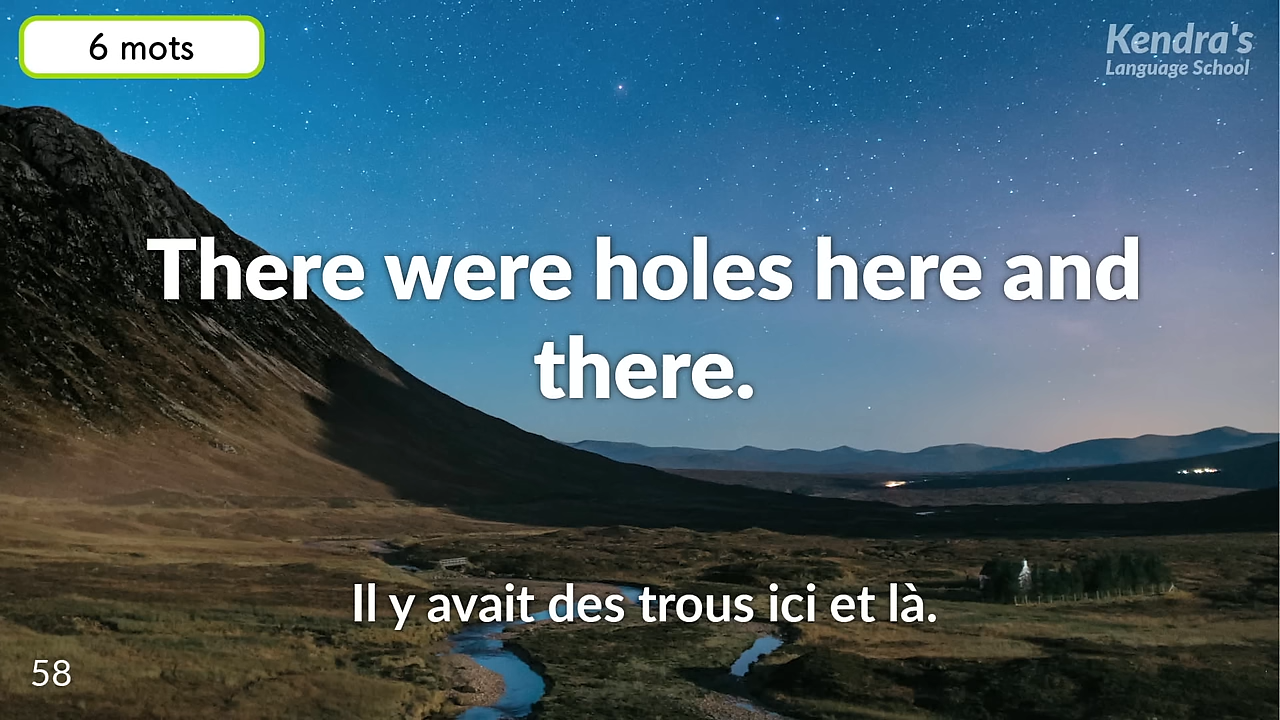 6 mots
Kendra's
Language School
There were holes here and
there.
Il y avait des trous ici et là.
58